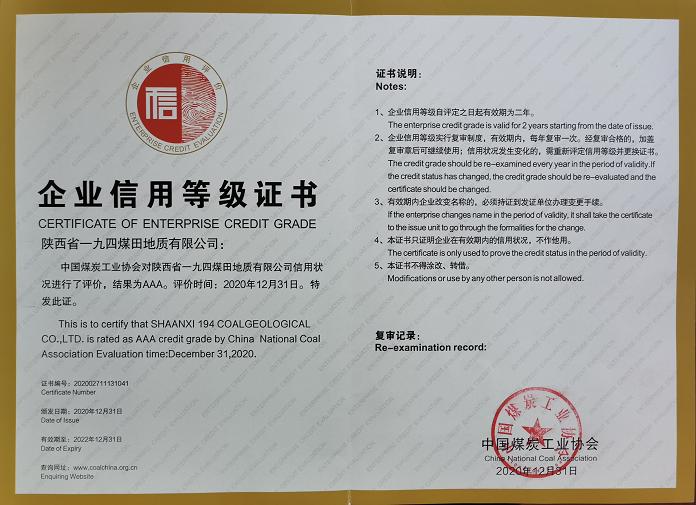 企业信用评价
信
ENTERPRISE CREDIT EVALUATION
企业信用等级证书
CERTIFICATE OF ENTERPRISE CREDIT GRADE
陕西省一九四煤田地质有限公司：
中国煤炭工业协会对陕西省一九四煤田地质有限公司信用状
况进行了评价，结果为AAA。评价时间：2020年12月31日。特
发此证。
This is to certify that SHAANXI 194 COALGEOLOGICAL
CO.,LTD. is rated as AAA credit grade by China National Coal
Association Evaluation time:December 31,2020.
证书编号：202002711131041
Certificate Number
颁发日期：2020年12月31日
Date of Issue
有效期至：2022年12月31日
Date of Expiry
查询网址：www.coalchina.org.cn
Enquiring Website
证书说明：
Notes:
1、企业信用等级自评定之日起有效期为二年。
The enterprise credit grade is valid for 2 years starting from the date of issue.
2、企业信用等级实行复审制度，有效期内，每年复审一次。经复审合格的，加盖
复审章后可继续使用；信用状况发生变化的，需重新评定信用等级并更换证书。
The credit grade should be re-examined every year in the period of validity.If
the credit status has changed, the credit grade should be re-evaluated and the
certificate should be changed.
3、有效期内企业改变名称的，必须持证到发证单位办理变更手续。
If the enterprise changes name in the period of validity, it shall take the certificate
to the issue unit to go through the formalities for the change.
4、本证书只证明企业在有效期内的信用状况，不作他用。
The certificate is only used to prove the credit status in the period of validity.
5、本证书不得涂改、转借。
Modifications or use by any other person is not allowed.
复审记录：
Re-examination record:
中国煤炭工业协会
中国煤炭工业协会
China National Coal Association
2020年12月31日